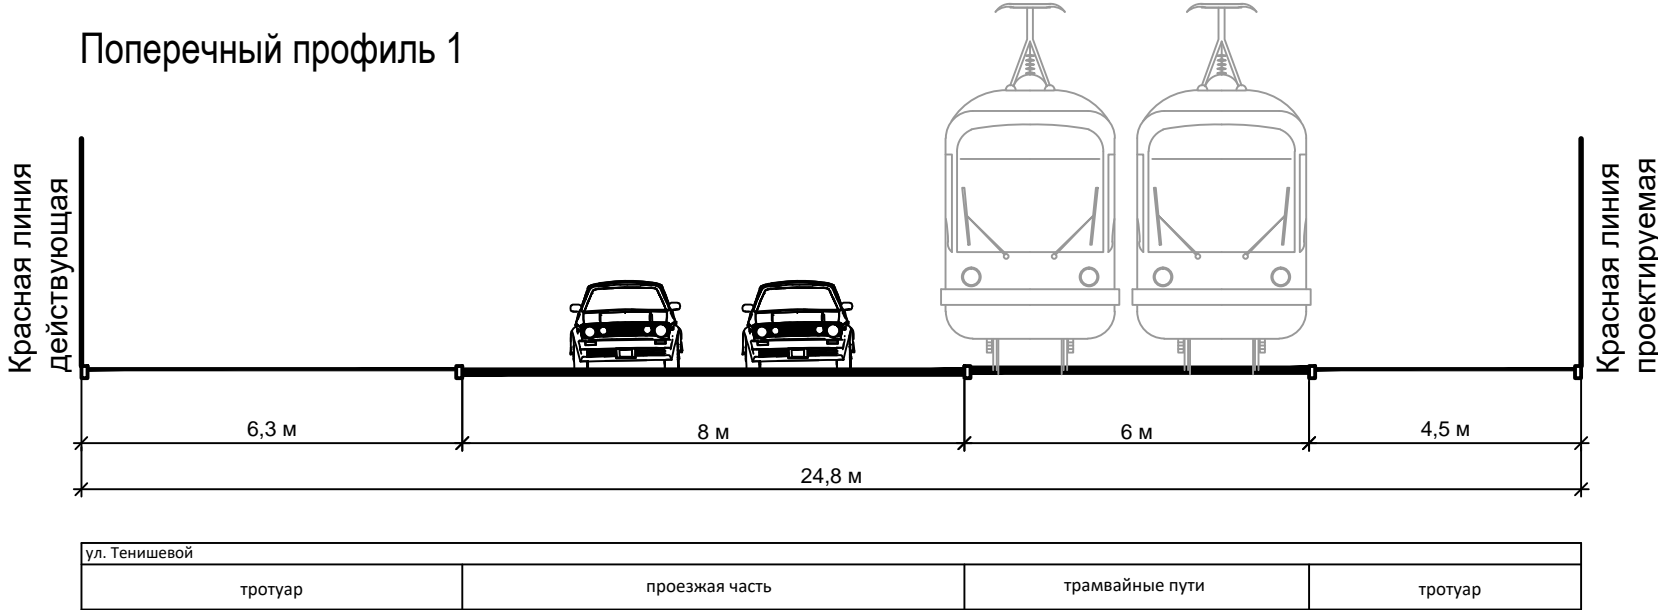 Поперечный профиль 1
Красная линия
действующая
Красная линия
проектируемая
6,3 м
8 м
6 м
4,5 м
24,8 м
ул. Тенишевой
тротуар
проезжая часть
трамвайные пути
тротуар